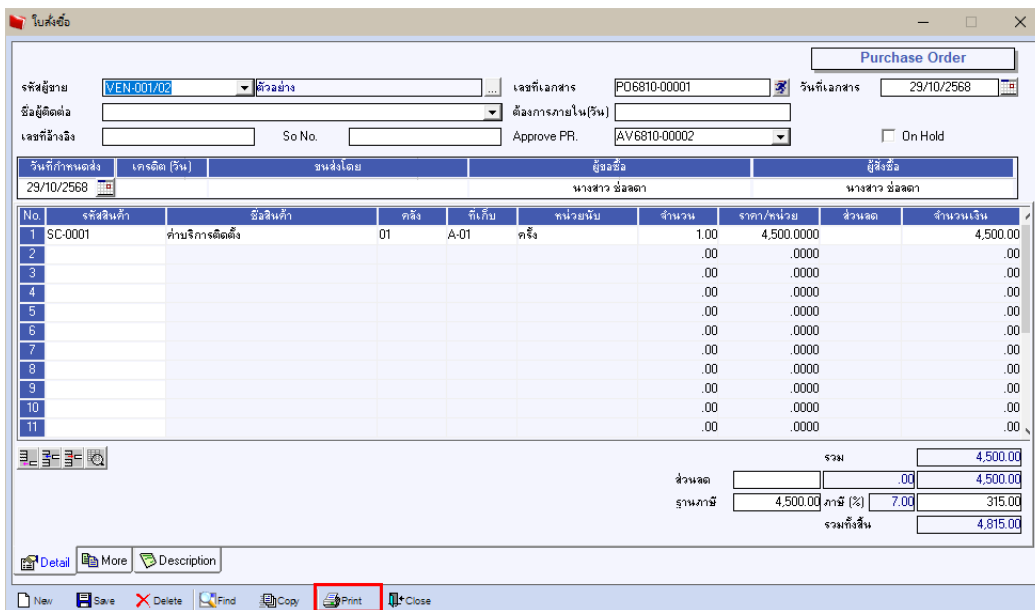 ใบสั่งซื้อ
Purchase Order
รหัสผู้ขาย VEN-001/02 ตัวอย่าง ... เลขที่เอกสาร PO6810-00001 วันที่เอกสาร 29/10/2568
ชื่อผู้ติดต่อ ต้องการภายใน(วัน)
เลขที่อ้างอิง So No. Approve PR. AV6810-00002 On Hold
วันที่กำหนดส่ง เครดิต (วัน) ขนส่งโดย ผู้ขอซื้อ ผู้สั่งซื้อ
29/10/2568 นางสาว ช่อลดา นางสาว ช่อลดา
No. รหัสสินค้า ชื่อสินค้า คลัง ที่เก็บ หน่วยนับ จำนวน ราคา/หน่วย ส่วนลด จำนวนเงิน
1 SC-0001 ค่าบริการติดตั้ง 01 A-01 ครั้ง 1.00 4,500.0000 4,500.00
2 .00 .0000 .00
3 .00 .0000 .00
4 .00 .0000 .00
5 .00 .0000 .00
6 .00 .0000 .00
7 .00 .0000 .00
8 .00 .0000 .00
9 .00 .0000 .00
10 .00 .0000 .00
11 .00 .0000 .00
รวม 4,500.00
ส่วนลด .00 4,500.00
ฐานภาษี 4,500.00 ภาษี (%) 7.00 315.00
รวมทั้งสิ้น 4,815.00
Detail More Description
New Save Delete Find Copy Print Close